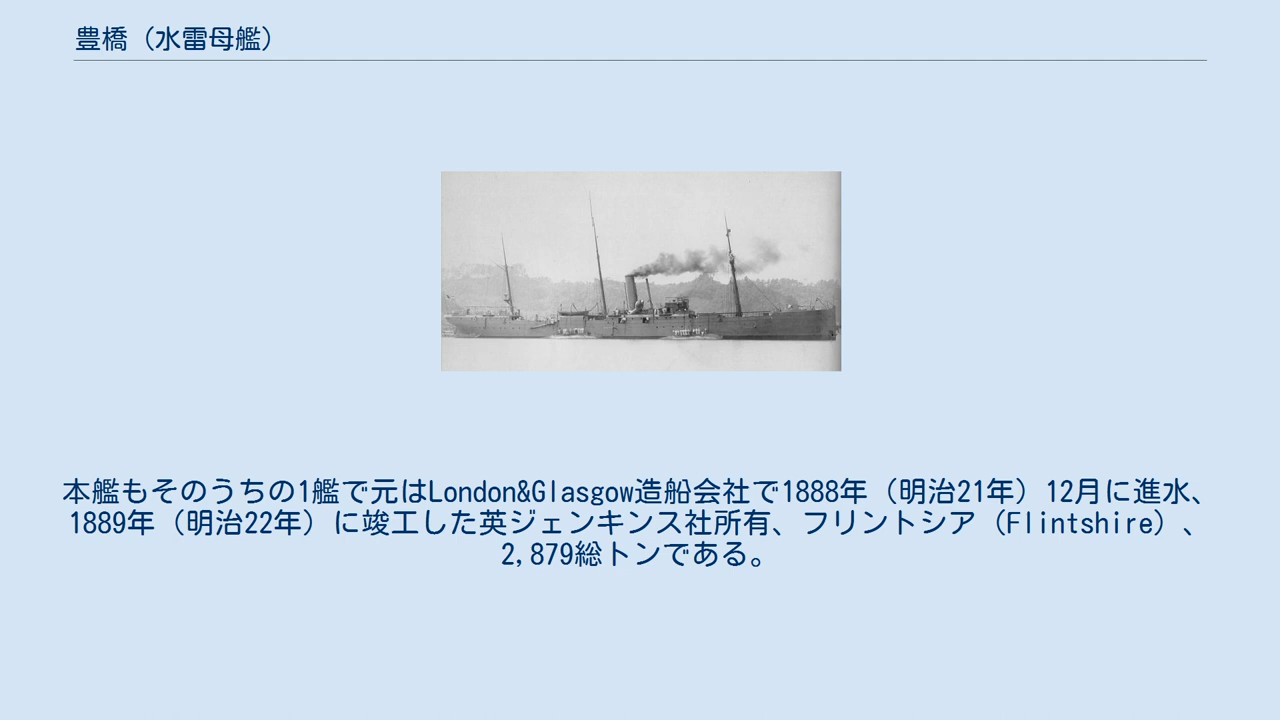 豊橋（水雷母艦）
本艦もそのうちの1艦で元はLondon&Glasgow造船会社で1888年（明治21年）12月に進水、
1889年（明治22年）に竣工した英ジェンキンス社所有、フリントシア（Flintshire）、
2,879総トンである。